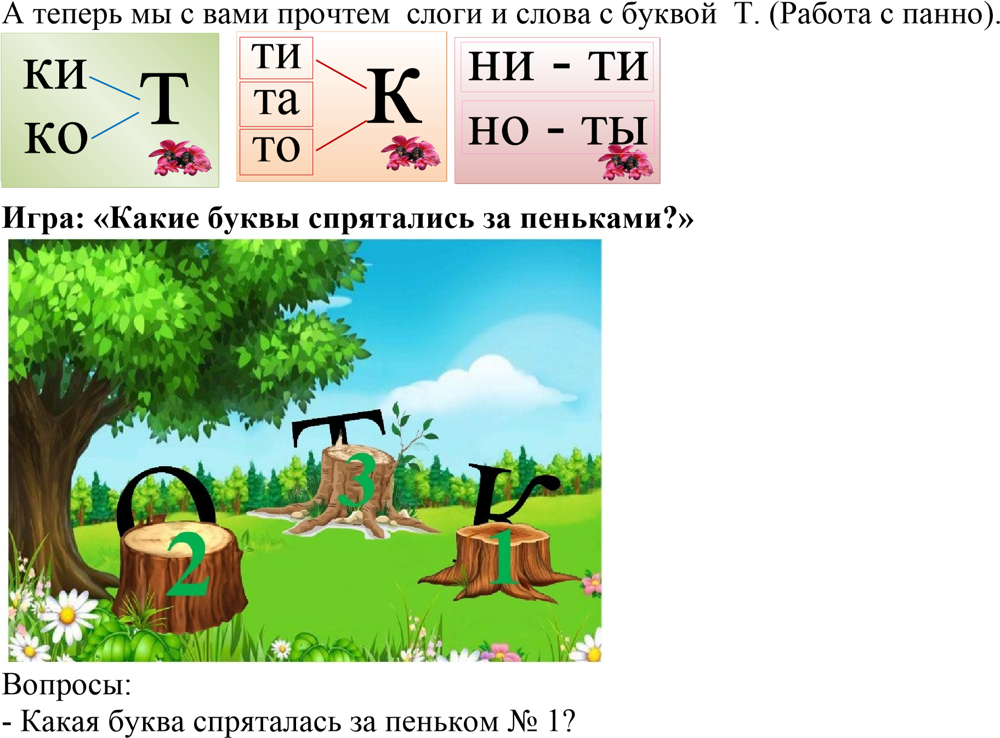 А теперь мы с вами прочтем слоги и слова с буквой Т. (Работа с панно).
ки
ко
т
ти
та
то
к
ни - ти
но - ты
Игра: «Какие буквы спрятались за пеньками?»
Т
3
О
2
К
1
Вопросы:
- Какая буква спряталась за пеньком № 1?